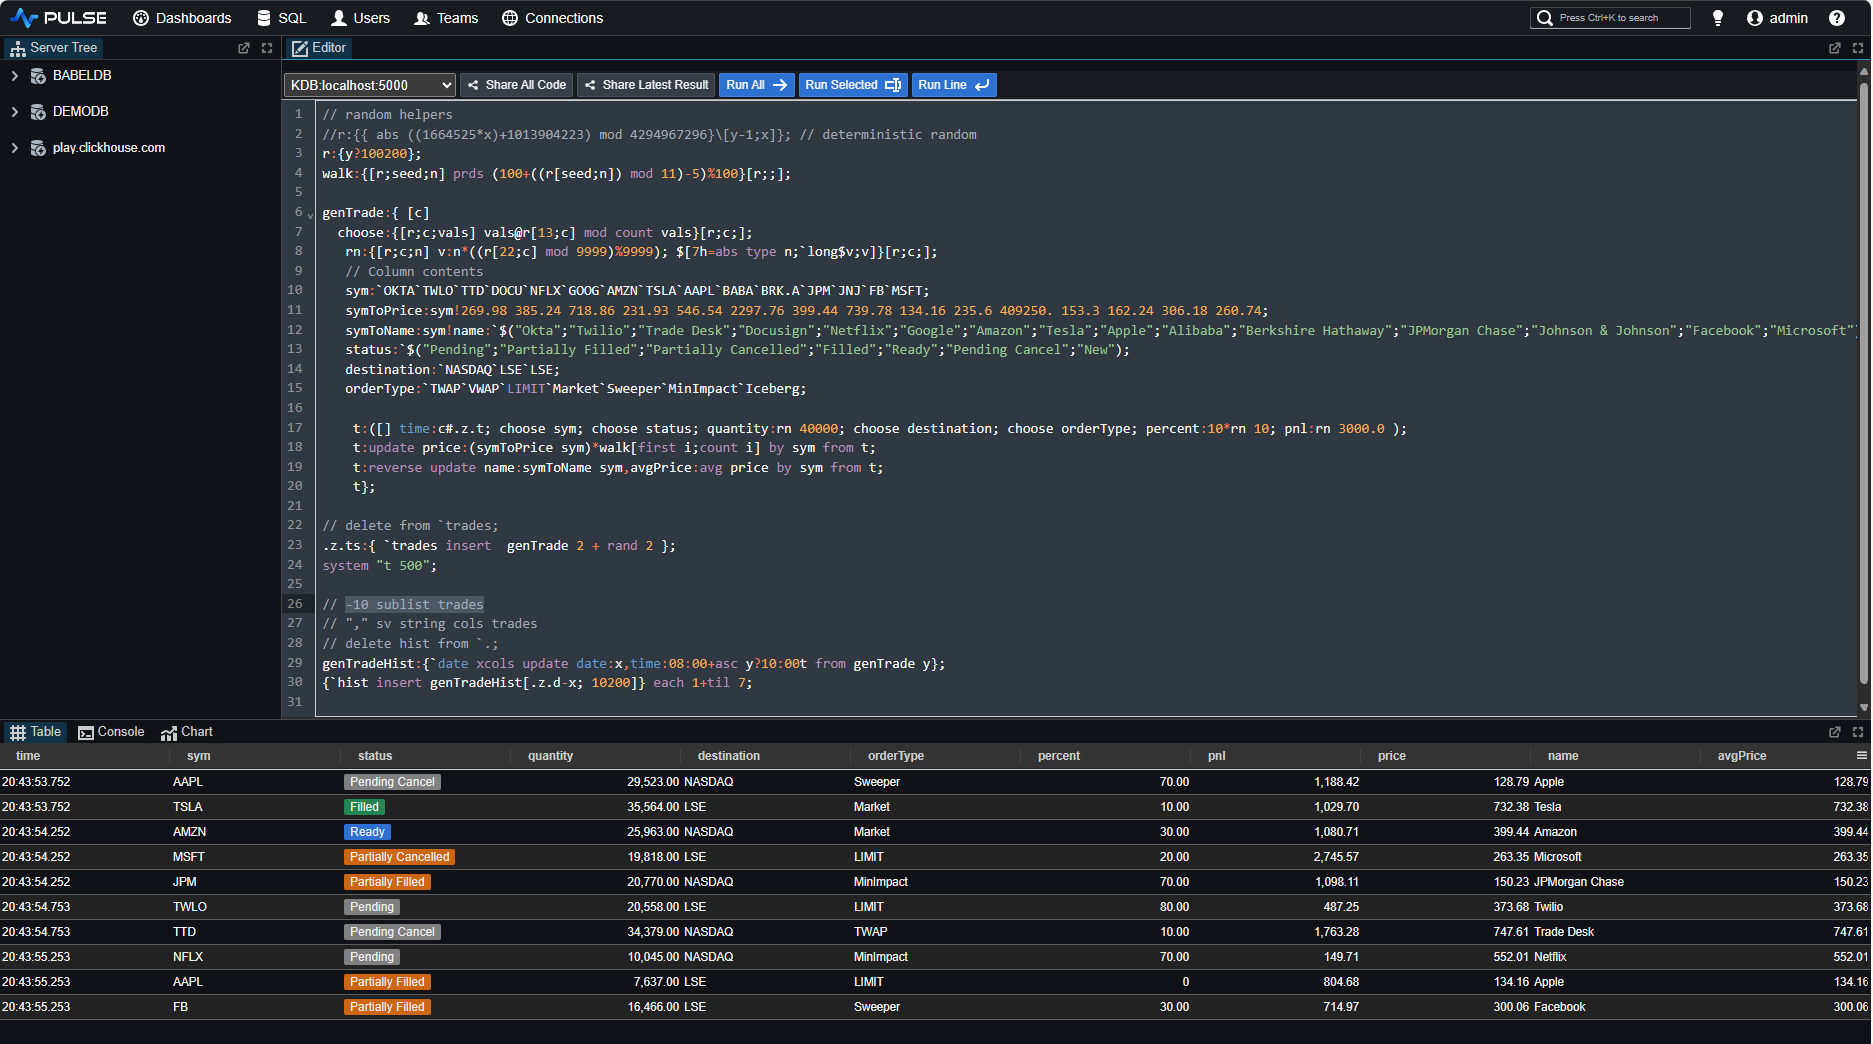 PULSE Dashboards SQL Users Teams Connections Press Ctrl+K to search admin
Server Tree
BABELDB
DEMODB
play.clickhouse.com
Editor
KDB:localhost:5000 Share All Code Share Latest Result Run All Run Selected Run Line
1 // random helpers
2 //r:{{ abs ((1664525*x)+1013904223) mod 4294967296}\[y-1;x]}; // deterministic random
3 r:{y?100200};
4 walk:{[r;seed;n] prds (100+((r[seed;n]) mod 11)-5)%100}[r;;];
5
6 genTrade:{ [c]
7 choose:{[r;c;vals] vals@r[13;c] mod count vals}[r;c;];
8 rn:{[r;c;n] v:n*((r[22;c] mod 9999)%9999); $[7h=abs type n;`long$v;v]}[r;c;];
9 // Column contents
10 sym:`OKTA`TWLO`TTD`DOCU`NFLX`GOOG`AMZN`TSLA`AAPL`BABA`BRK.A`JPM`JNJ`FB`MSFT;
11 symToPrice:sym!269.98 385.24 718.86 231.93 546.54 2297.76 399.44 739.78 134.16 235.6 409250. 153.3 162.24 306.18 260.74;
12 symToName:sym!name:`$("Okta";"Twilio";"Trade Desk";"Docusign";"Netflix";"Google";"Amazon";"Tesla";"Apple";"Alibaba";"Berkshire Hathaway";"JPMorgan Chase";"Johnson & Johnson";"Facebook";"Microsoft")
13 status:`$("Pending";"Partially Filled";"Partially Cancelled";"Filled";"Ready";"Pending Cancel";"New");
14 destination:`NASDAQ`LSE`LSE;
15 orderType:`TWAP`VWAP`LIMIT`Market`Sweeper`MinImpact`Iceberg;
16
17 t:([] time:c#.z.t; choose sym; choose status; quantity:rn 40000; choose destination; choose orderType; percent:10*rn 10; pnl:rn 3000.0 );
18 t:update price:(symToPrice sym)*walk[first i;count i] by sym from t;
19 t:reverse update name:symToName sym,avgPrice:avg price by sym from t;
20 t};
21
22 // delete from `trades;
23 .z.ts:{ `trades insert  genTrade 2 + rand 2 };
24 system "t 500";
25
26 // -10 sublist trades
27 // "," sv string cols trades
28 // delete hist from `.;
29 genTradeHist:{`date xcols update date:x,time:08:00+asc y?10:00t from genTrade y};
30 {`hist insert genTradeHist[.z.d-x; 10200]} each 1+til 7;
31
Table Console Chart
time sym status quantity destination orderType percent pnl price name avgPrice
20:43:53.752 AAPL Pending Cancel 29,523.00 NASDAQ Sweeper 70.00 1,188.42 128.79 Apple 128.79
20:43:53.752 TSLA Filled 35,564.00 LSE Market 10.00 1,029.70 732.38 Tesla 732.38
20:43:54.252 AMZN Ready 25,963.00 NASDAQ Market 30.00 1,080.71 399.44 Amazon 399.44
20:43:54.252 MSFT Partially Cancelled 19,818.00 LSE LIMIT 20.00 2,745.57 263.35 Microsoft 263.35
20:43:54.252 JPM Partially Filled 20,770.00 NASDAQ MinImpact 70.00 1,098.11 150.23 JPMorgan Chase 150.23
20:43:54.753 TWLO Pending 20,558.00 LSE LIMIT 80.00 487.25 373.68 Twilio 373.68
20:43:54.753 TTD Pending Cancel 34,379.00 NASDAQ TWAP 10.00 1,763.28 747.61 Trade Desk 747.61
20:43:55.253 NFLX Pending 10,045.00 NASDAQ MinImpact 70.00 149.71 552.01 Netflix 552.01
20:43:55.253 AAPL Partially Filled 7,637.00 LSE LIMIT 0 804.68 134.16 Apple 134.16
20:43:55.253 FB Partially Filled 16,466.00 LSE Sweeper 30.00 714.97 300.06 Facebook 300.06